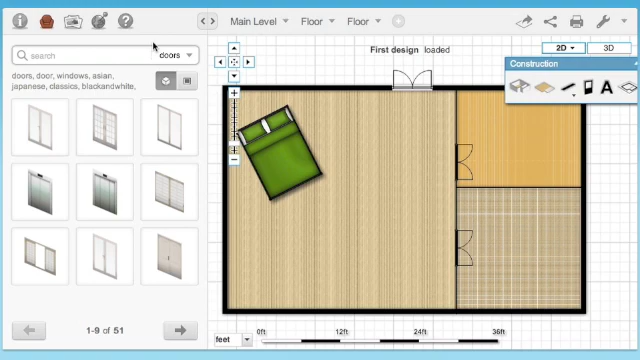 Main Level
Floor
Floor
search
doors
First design loaded
2D
3D
doors, door, windows, asian,
japanese, classics, blackandwhite,
Construction
A
1-9 of 51
feet
0ft
12ft
24ft
36ft